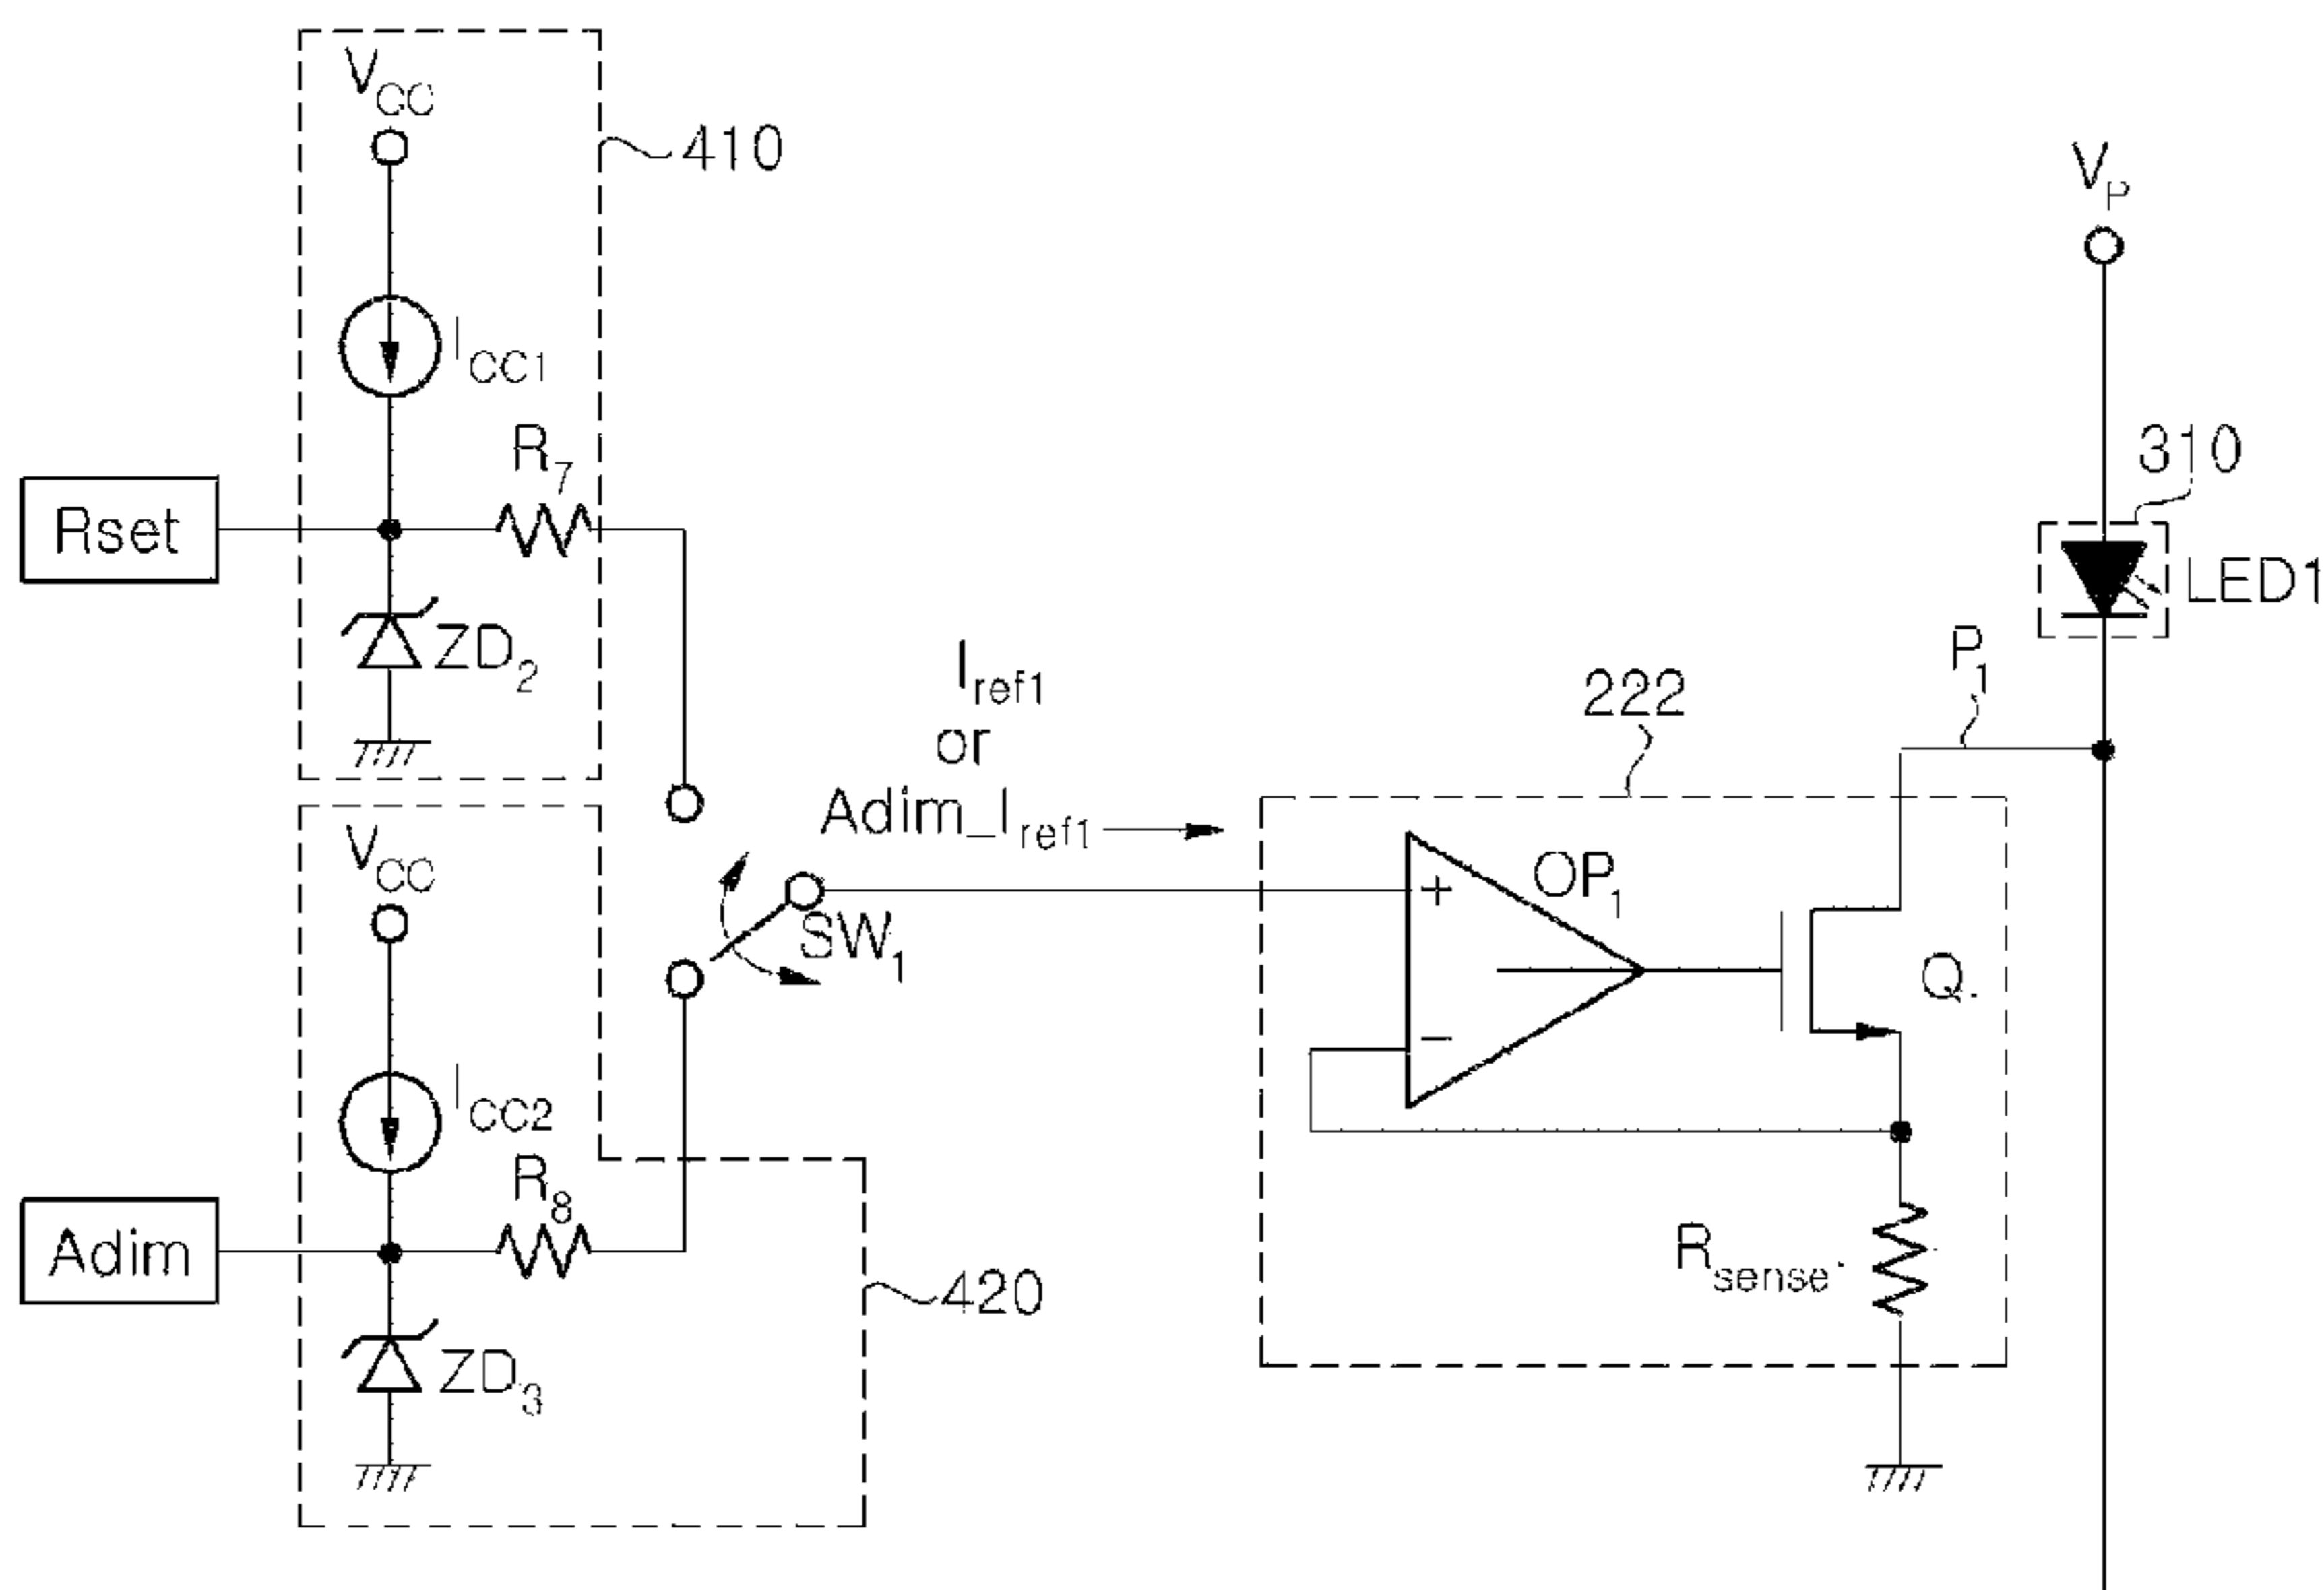 VCC
410
ICC1
R7
Rset
ZD2
VP
310
LED1
P1
Iref1
or
Adim_Iref1
222
VCC
SW1
+
OP1
−
Q.
ICC2
R8
Adim
Rsense.
420
ZD3